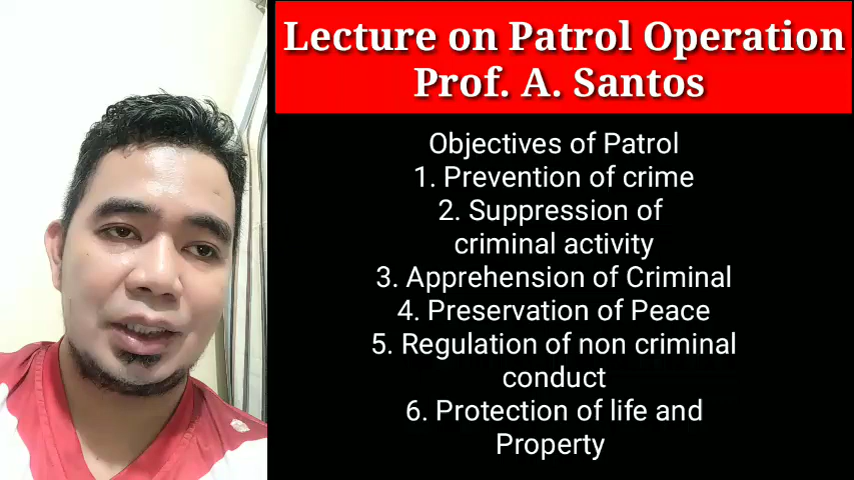 Lecture on Patrol Operation
Prof. A. Santos
Objectives of Patrol
1. Prevention of crime
2. Suppression of
criminal activity
3. Apprehension of Criminal
4. Preservation of Peace
5. Regulation of non criminal
conduct
6. Protection of life and
Property